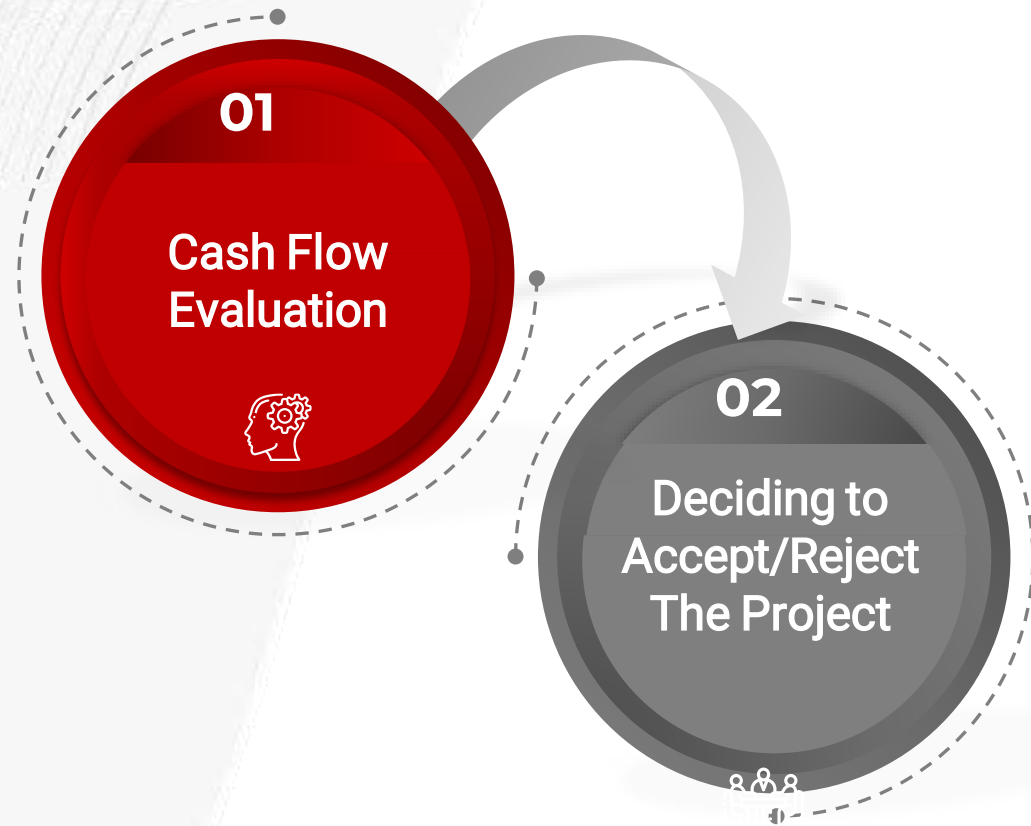 01
Cash Flow
Evaluation
02
Deciding to
Accept/Reject
The Project